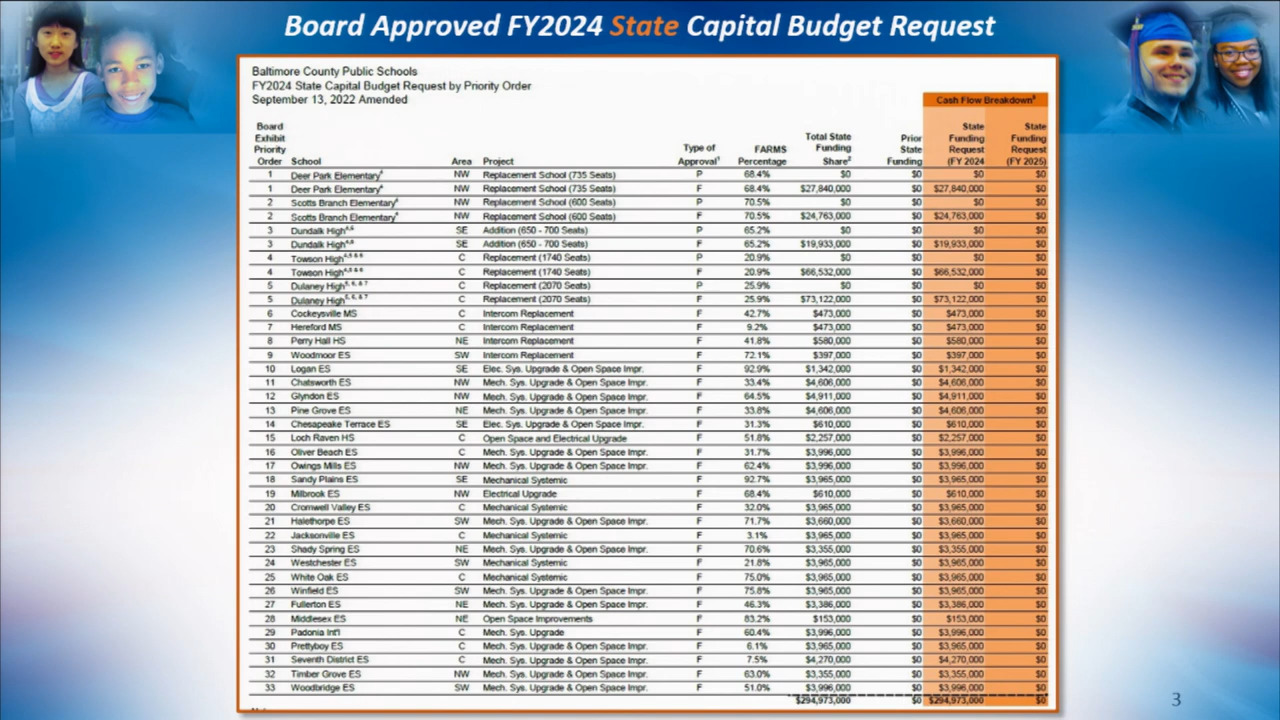 Board Approved FY2024 State Capital Budget Request
Baltimore County Public Schools
FY2024 State Capital Budget Request by Priority Order
September 13, 2022 Amended
Cash Flow Breakdown
Board Exhibit Priority Order School Area Project Type of Approval¹ FARMS Percentage Total State Funding Share² Prior State Funding State Funding Request (FY 2024 State Funding Request (FY 2025)
1 Deer Park Elementary NW Replacement School (735 Seats) P 68.4% $0 $0 $0 $0
1 Deer Park Elementary NW Replacement School (735 Seats) F 68.4% $27,840,000 $0 $27,840,000 $0
2 Scotts Branch Elementary NW Replacement School (600 Seats) P 70.5% $0 $0 $0 $0
2 Scotts Branch Elementary NW Replacement School (600 Seats) F 70.5% $24,763,000 $0 $24,763,000 $0
3 Dundalk High SE Addition (650 - 700 Seats) P 65.2% $0 $0 $0 $0
3 Dundalk High SE Addition (650 - 700 Seats) F 65.2% $19,933,000 $0 $19,933,000 $0
4 Towson High C Replacement (1740 Seats) P 20.9% $0 $0 $0 $0
4 Towson High C Replacement (1740 Seats) F 20.9% $66,532,000 $0 $66,532,000 $0
5 Dulaney High C Replacement (2070 Seats) P 25.9% $0 $0 $0 $0
5 Dulaney High C Replacement (2070 Seats) F 25.9% $73,122,000 $0 $73,122,000 $0
6 Cockeysville MS C Intercom Replacement F 42.7% $473,000 $0 $473,000 $0
7 Hereford MS C Intercom Replacement F 9.2% $473,000 $0 $473,000 $0
8 Perry Hall HS NE Intercom Replacement F 41.8% $580,000 $0 $580,000 $0
9 Woodmoor ES SW Intercom Replacement F 72.1% $397,000 $0 $397,000 $0
10 Logan ES SE Elec. Sys. Upgrade & Open Space Impr. F 92.9% $1,342,000 $0 $1,342,000 $0
11 Chatsworth ES NW Mech. Sys. Upgrade & Open Space Impr. F 33.4% $4,606,000 $0 $4,606,000 $0
12 Glyndon ES NW Mech. Sys. Upgrade & Open Space Impr. F 64.5% $4,911,000 $0 $4,911,000 $0
13 Pine Grove ES NE Mech. Sys. Upgrade & Open Space Impr. F 33.8% $4,606,000 $0 $4,606,000 $0
14 Chesapeake Terrace ES SE Elec. Sys. Upgrade & Open Space Impr. F 31.3% $610,000 $0 $610,000 $0
15 Loch Raven HS C Open Space and Electrical Upgrade F 51.8% $2,257,000 $0 $2,257,000 $0
16 Oliver Beach ES C Mech. Sys. Upgrade & Open Space Impr. F 31.7% $3,996,000 $0 $3,996,000 $0
17 Owings Mills ES NW Mech. Sys. Upgrade & Open Space Impr. F 62.4% $3,996,000 $0 $3,996,000 $0
18 Sandy Plains ES SE Mechanical Systemic F 92.7% $3,965,000 $0 $3,965,000 $0
19 Milbrook ES NW Electrical Upgrade F 68.4% $610,000 $0 $610,000 $0
20 Cromwell Valley ES C Mechanical Systemic F 32.0% $3,965,000 $0 $3,965,000 $0
21 Halethorpe ES SW Mech. Sys. Upgrade & Open Space Impr. F 71.7% $3,660,000 $0 $3,660,000 $0
22 Jacksonville ES C Mechanical Systemic F 3.1% $3,965,000 $0 $3,965,000 $0
23 Shady Spring ES NE Mech. Sys. Upgrade & Open Space Impr. F 70.6% $3,355,000 $0 $3,355,000 $0
24 Westchester ES SW Mechanical Systemic F 21.8% $3,965,000 $0 $3,965,000 $0
25 White Oak ES C Mechanical Systemic F 75.0% $3,965,000 $0 $3,965,000 $0
26 Winfield ES SW Mech. Sys. Upgrade & Open Space Impr. F 75.8% $3,965,000 $0 $3,965,000 $0
27 Fullerton ES NE Mech. Sys. Upgrade & Open Space Impr. F 46.3% $3,386,000 $0 $3,386,000 $0
28 Middlesex ES NE Open Space Improvements F 83.2% $153,000 $0 $153,000 $0
29 Padonia Int'l C Mech. Sys. Upgrade F 60.4% $3,996,000 $0 $3,996,000 $0
30 Prettyboy ES C Mech. Sys. Upgrade & Open Space Impr. F 6.1% $3,965,000 $0 $3,965,000 $0
31 Seventh District ES C Mech. Sys. Upgrade & Open Space Impr. F 7.5% $4,270,000 $0 $4,270,000 $0
32 Timber Grove ES NW Mech. Sys. Upgrade & Open Space Impr. F 63.0% $3,355,000 $0 $3,355,000 $0
33 Woodbridge ES SW Mech. Sys. Upgrade & Open Space Impr. F 51.0% $3,996,000 $0 $3,996,000 $0
$294,973,000 $0 $294,973,000 $0
3